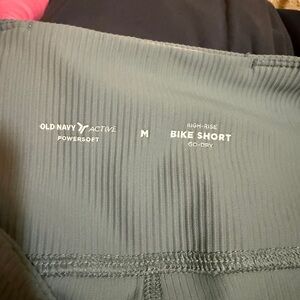 OLD NAVY ACTIVE
POWERSOFT
M
HIGH-RISE
BIKE SHORT
GO-DRY